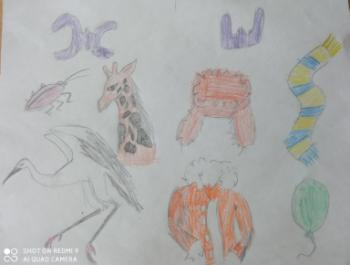 Ж Ш
SHOT ON REDMI 9
AI QUAD CAMERA